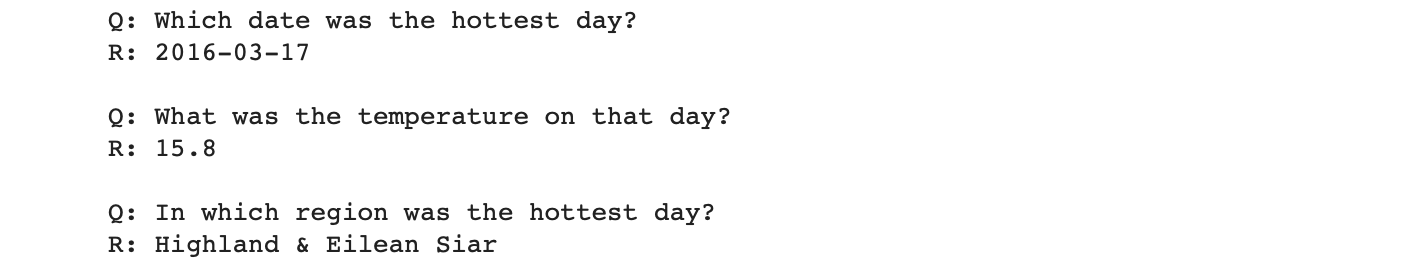 Q: Which date was the hottest day?
R: 2016-03-17
Q: What was the temperature on that day?
R: 15.8
Q: In which region was the hottest day?
R: Highland & Eilean Siar